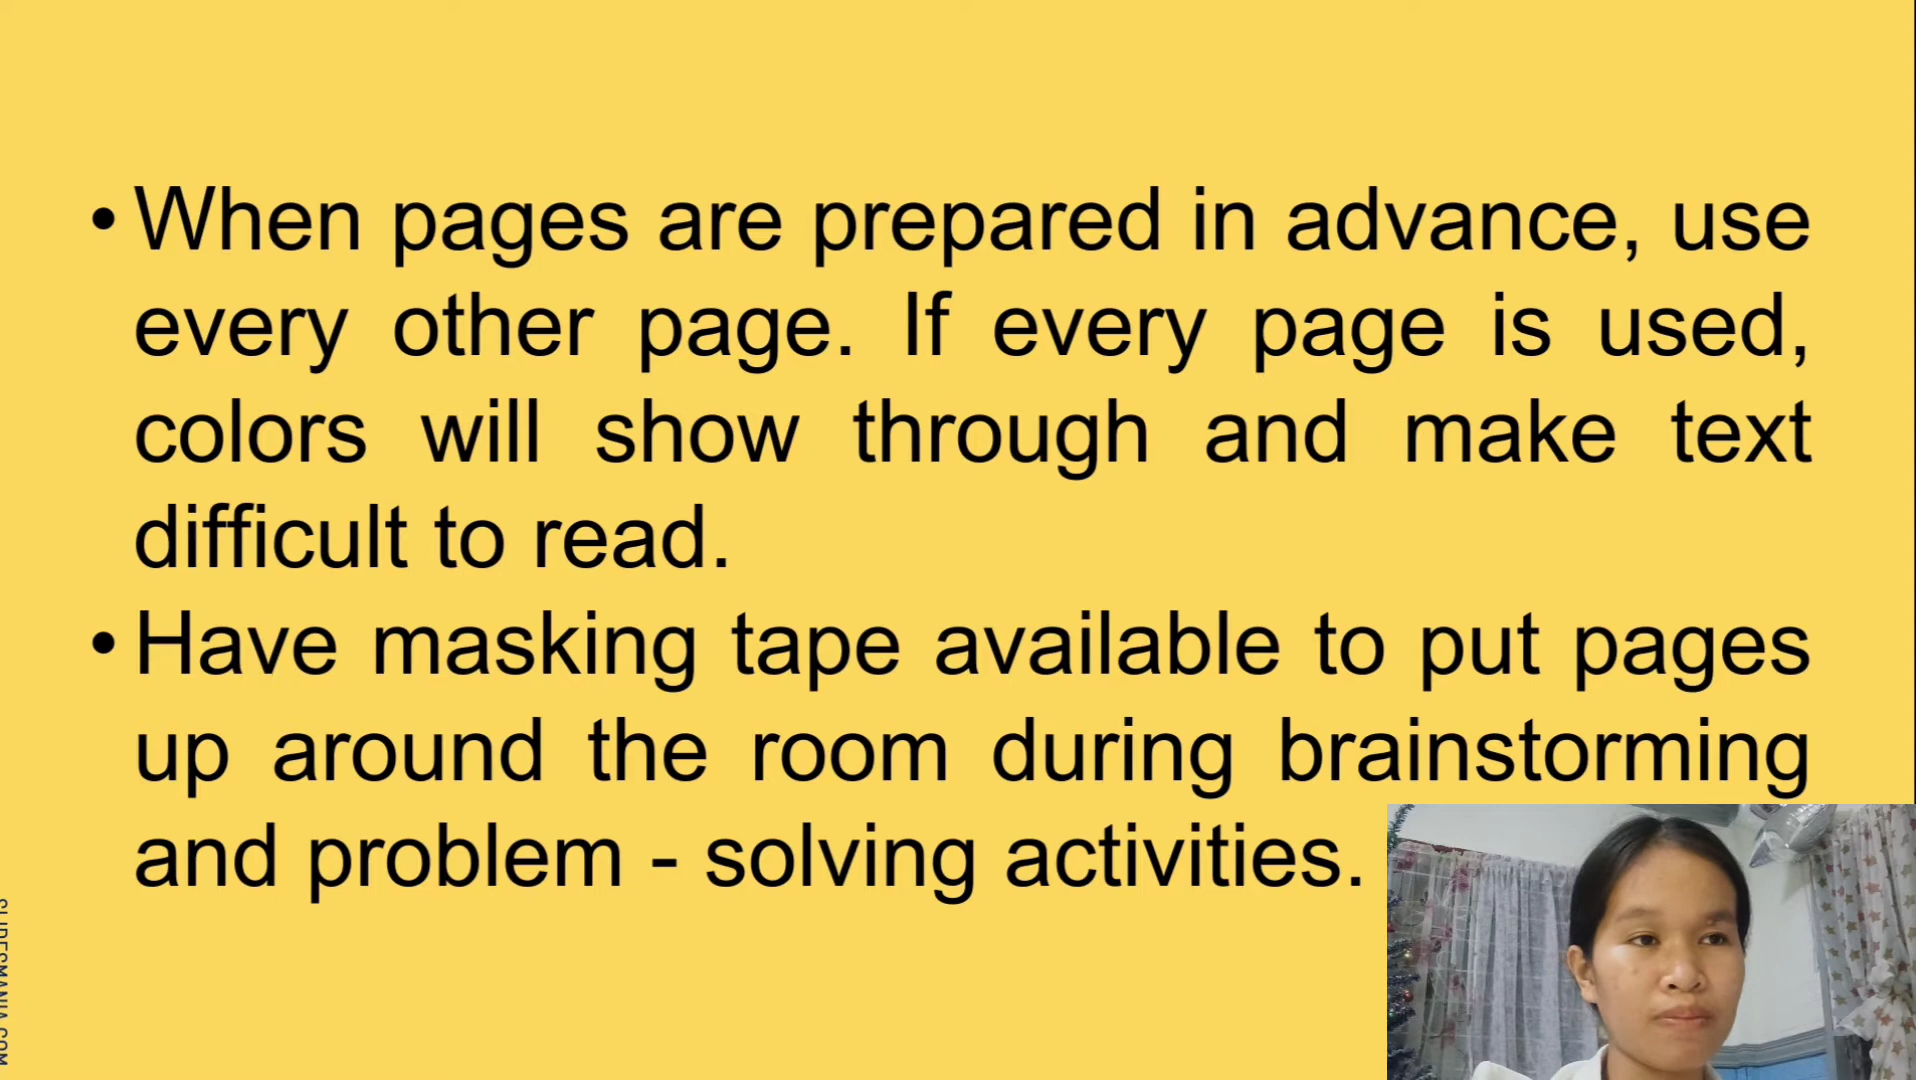 • When pages are prepared in advance, use
every other page. If every page is used,
colors will show through and make text
difficult to read.
• Have masking tape available to put pages
up around the room during brainstorming
and problem - solving activities.
SLIDESMANIA.COM